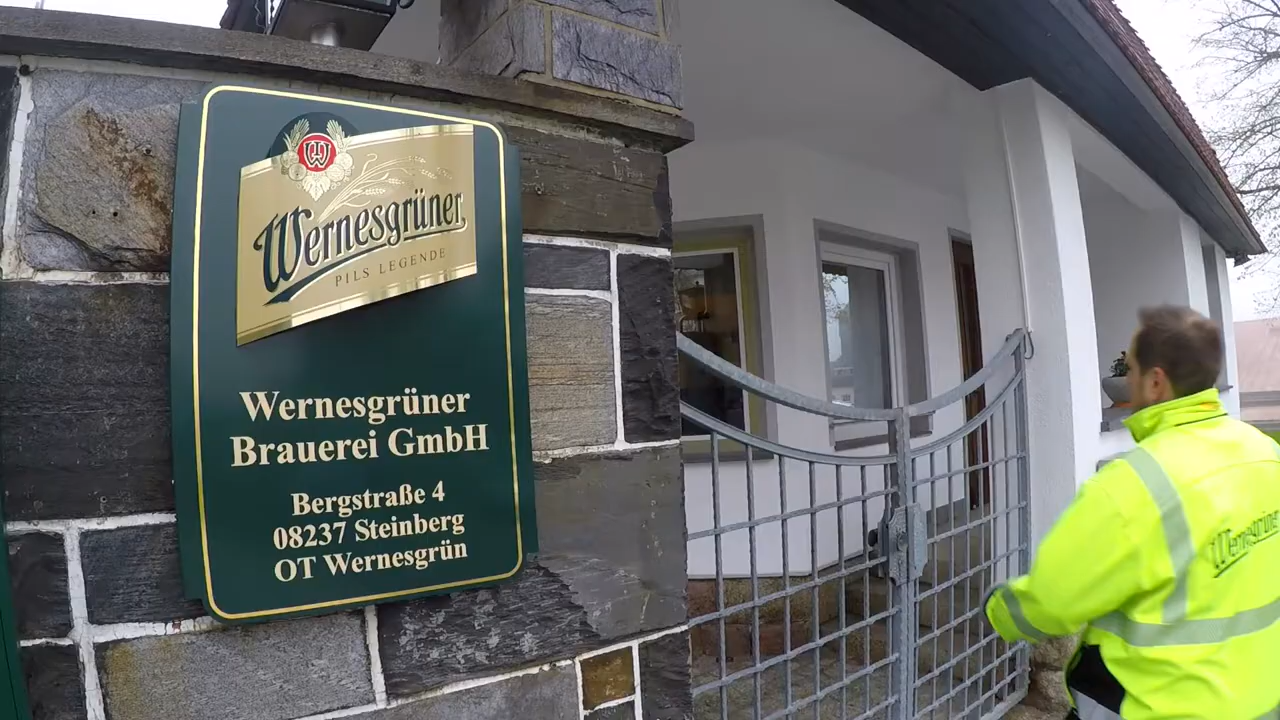 W
Wernesgrüner
PILS LEGENDE
Wernesgrüner
Brauerei GmbH
Bergstraße 4
08237 Steinberg
OT Wernesgrün
Wernesgrüner